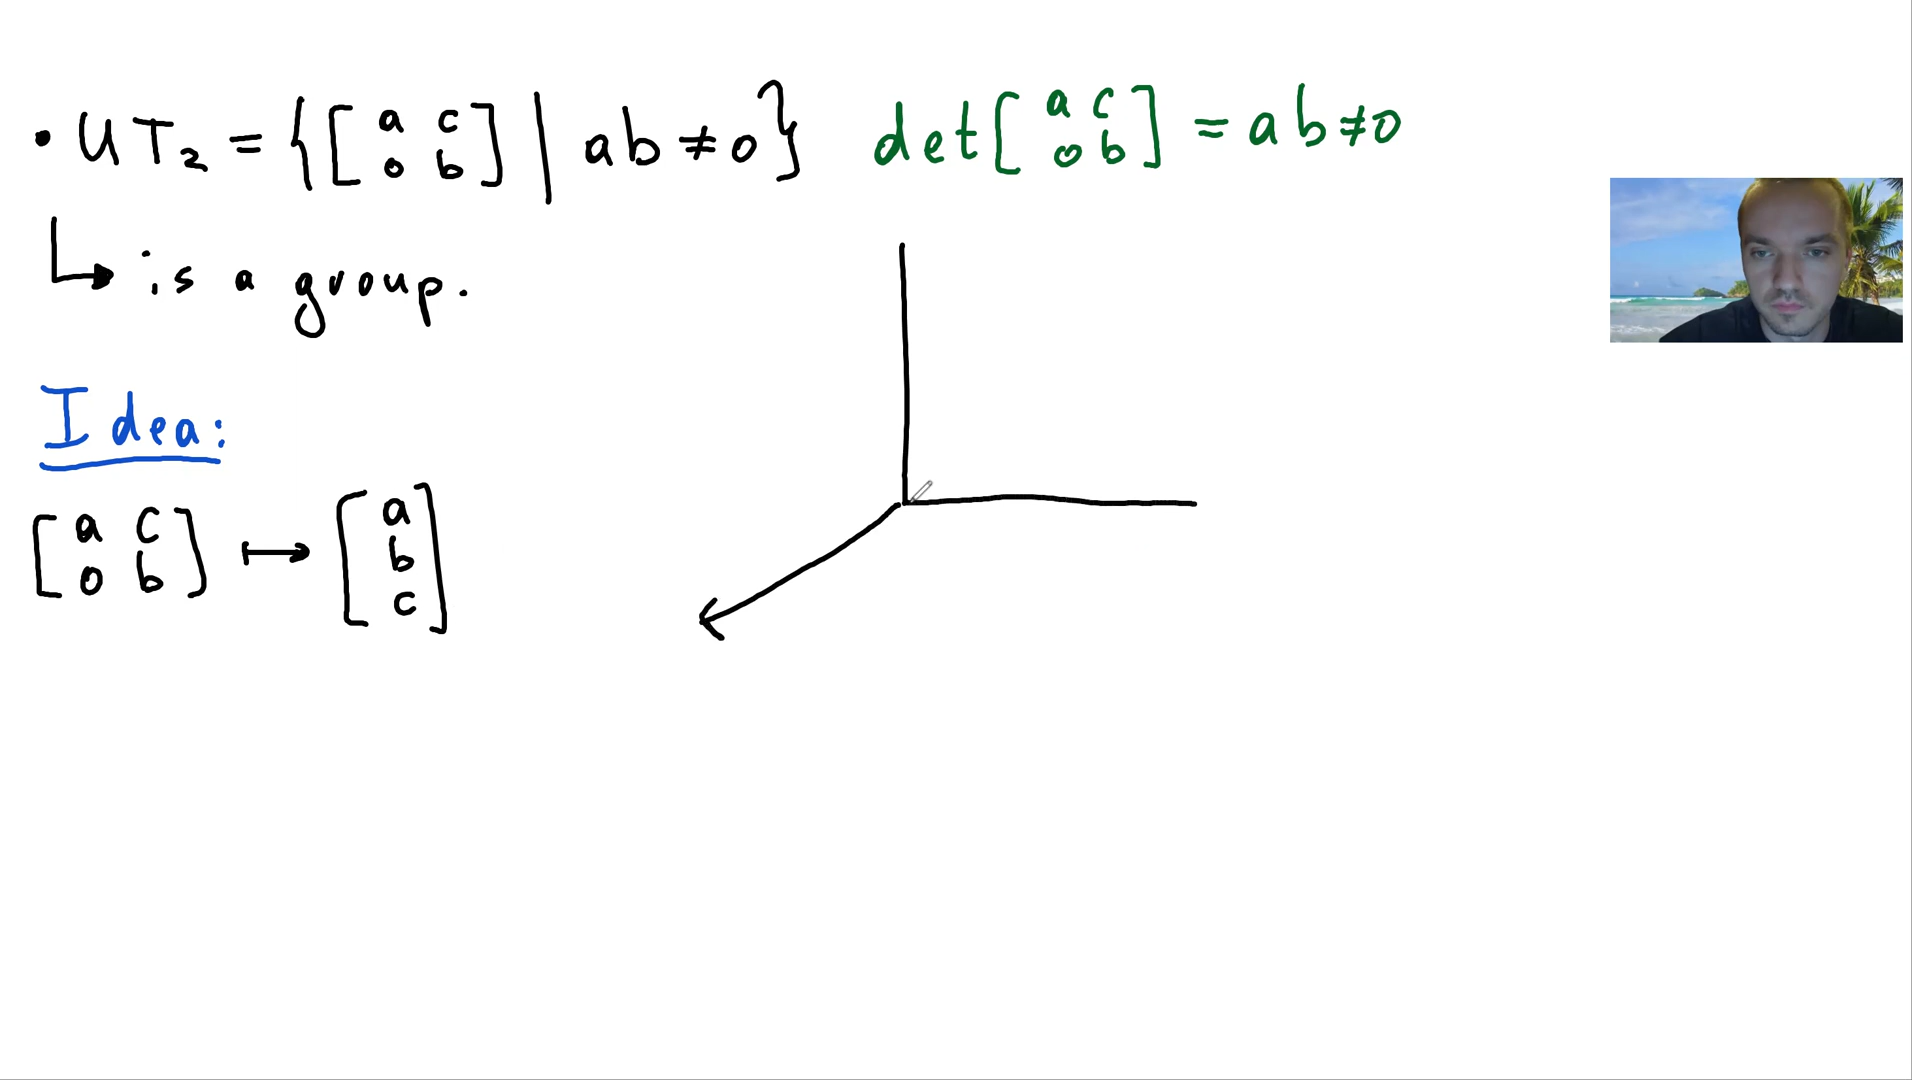 • UT₂ = { [ a c ] | ab ≠ 0 } det [ a c ] = ab ≠ 0
0 b 0 b
↳ is a group.
Idea:
[ a c ] ↦ [ a
0 b b
c ]